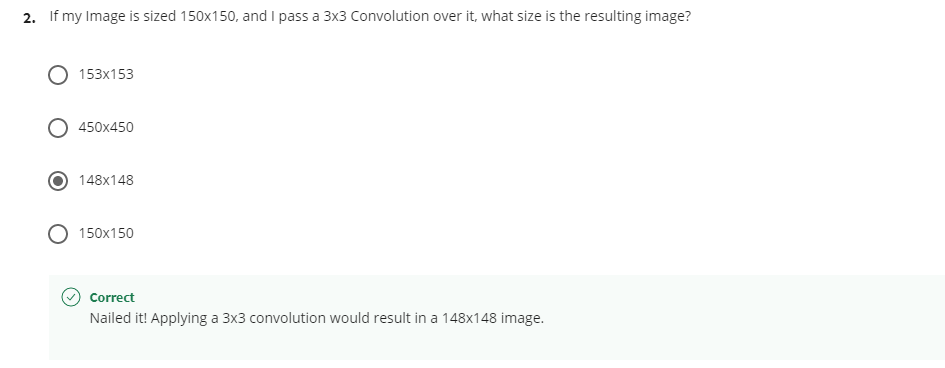 2. If my Image is sized 150x150, and I pass a 3x3 Convolution over it, what size is the resulting image?
153x153
450x450
148x148
150x150
Correct
Nailed it! Applying a 3x3 convolution would result in a 148x148 image.